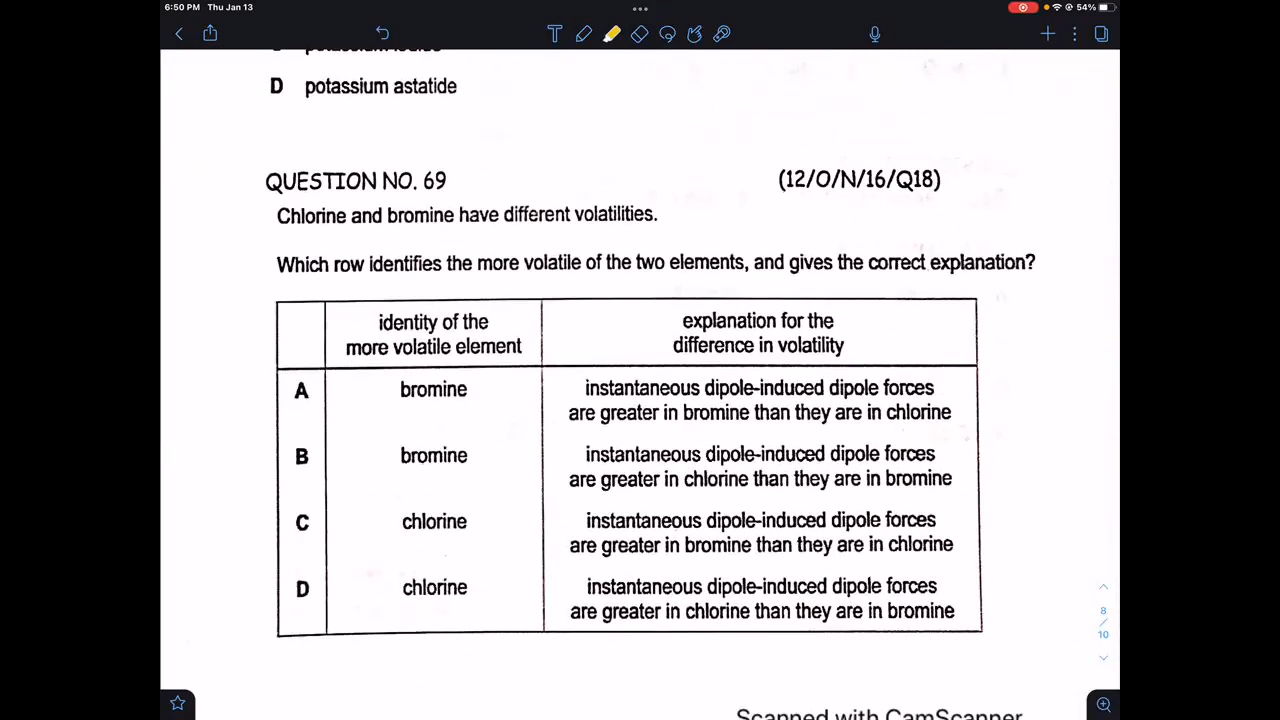 6:50 PM Thu Jan 13
54%
D potassium astatide
QUESTION NO. 69 (12/O/N/16/Q18)
Chlorine and bromine have different volatilities.
Which row identifies the more volatile of the two elements, and gives the correct explanation?
identity of the explanation for the
more volatile element difference in volatility
A bromine instantaneous dipole-induced dipole forces
are greater in bromine than they are in chlorine
B bromine instantaneous dipole-induced dipole forces
are greater in chlorine than they are in bromine
C chlorine instantaneous dipole-induced dipole forces
are greater in bromine than they are in chlorine
D chlorine instantaneous dipole-induced dipole forces
are greater in chlorine than they are in bromine
8
/
10
Scanned with CamScanner